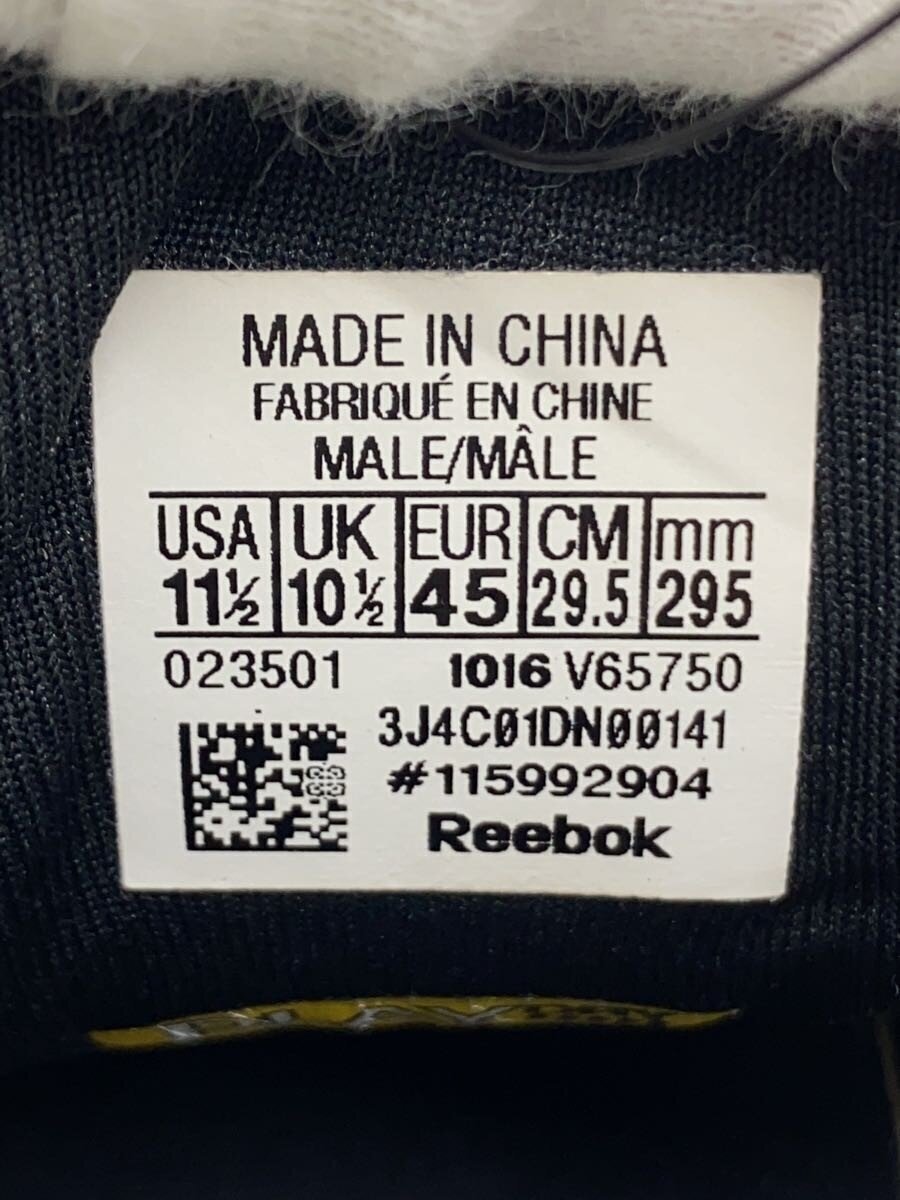 MADE IN CHINA
FABRIQUÉ EN CHINE
MALE/MÂLE
USA UK EUR CM mm
11½ 10½ 45 29.5 295
023501 1016 V65750
3J4C01DN00141
#115992904
Reebok